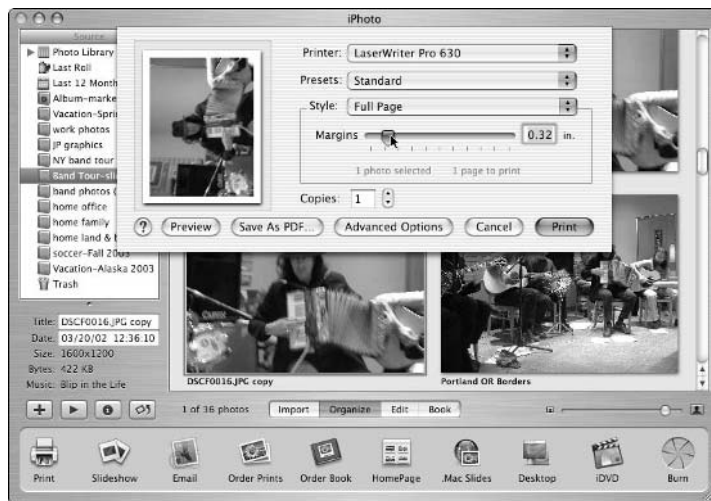 iPhoto
Source
Photo Library
Last Roll
Last 12 Month
Album-marke
Vacation-Spri
work photos
JP graphics
NY band tour
Band Tour-sli
band photos (
home office
home family
home land & b
soccer-Fall 2003
Vacation-Alaska 2003
Trash
Printer: LaserWriter Pro 630
Presets: Standard
Style: Full Page
Margins 0.32 in.
1 photo selected 1 page to print
Copies: 1
? Preview Save As PDF... Advanced Options Cancel Print
Title: DSCF0016.JPG copy
Date: 03/20/02 12:36:10
Size: 1600x1200
Bytes: 422 KB
Music: Blip in the Life
DSCF0016.JPG copy Portland OR Borders
1 of 36 photos Import Organize Edit Book
Print Slideshow Email Order Prints Order Book HomePage .Mac Slides Desktop iDVD Burn